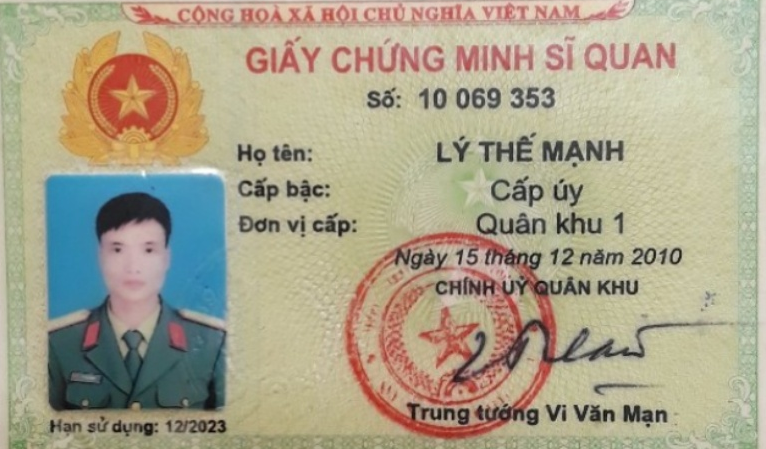 CỘNG HOÀ XÃ HỘI CHỦ NGHĨA VIỆT NAM
GIẤY CHỨNG MINH SĨ QUAN
Số: 10 069 353
Họ tên: LÝ THẾ MẠNH
Cấp bậc: Cấp úy
Đơn vị cấp: Quân khu 1
Ngày 15 tháng 12 năm 2010
CHÍNH UỶ QUÂN KHU
Trung tướng Vi Văn Mạn
Hạn sử dụng: 12/2023